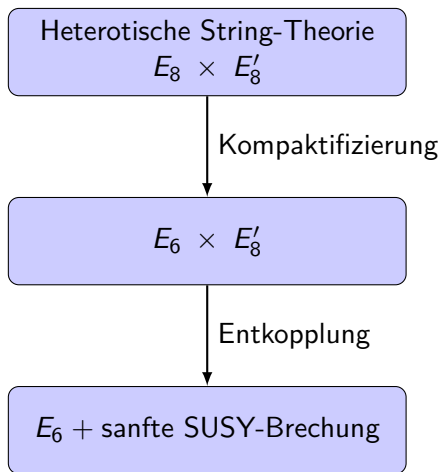 Heterotische String-Theorie
E₈ × E₈′
Kompaktifizierung
E₆ × E₈′
Entkopplung
E₆ + sanfte SUSY-Brechung